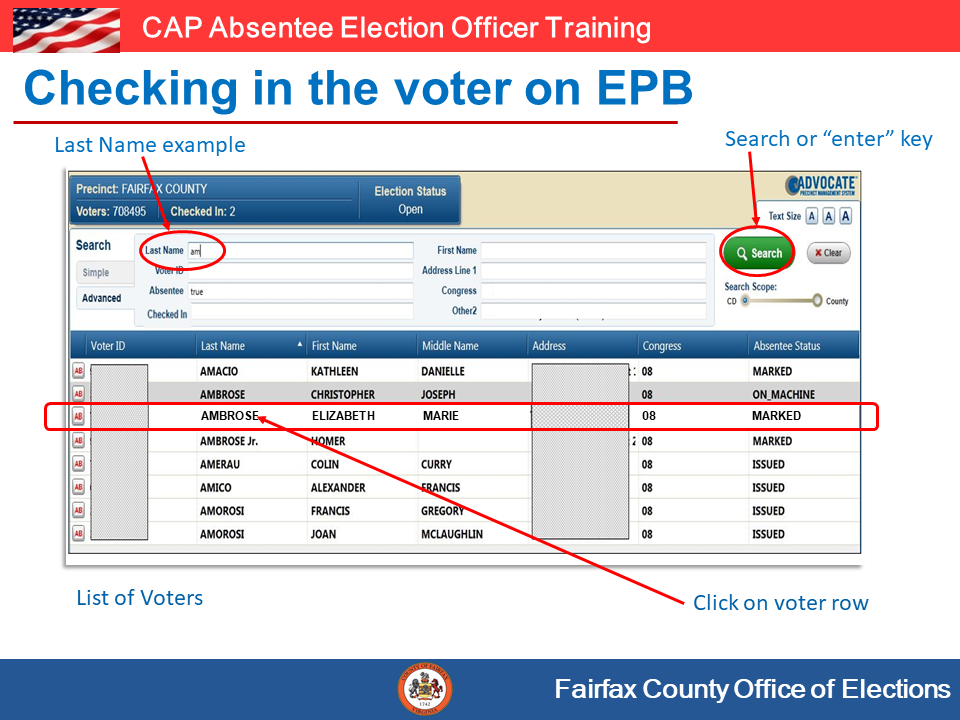 CAP Absentee Election Officer Training
Checking in the voter on EPB
Last Name example
Search or “enter” key
Precinct: FAIRFAX COUNTY
Voters: 708495 Checked In: 2
Election Status
Open
ADVOCATE
PRECINCT MANAGEMENT SYSTEM
Text Size A A A
Search
Simple
Advanced
Last Name am
Voter ID
Absentee true
Checked In
First Name
Address Line 1
Congress
Other2
Search
Clear
Search Scope:
CD County
Voter ID Last Name First Name Middle Name Address Congress Absentee Status
AB AMACIO KATHLEEN DANIELLE 08 MARKED
AB AMBROSE CHRISTOPHER JOSEPH 08 ON_MACHINE
AB AMBROSE ELIZABETH MARIE 08 MARKED
AB AMBROSE Jr. HOMER 08 MARKED
AB AMERAU COLIN CURRY 08 ISSUED
AB AMICO ALEXANDER FRANCIS 08 ISSUED
AB AMOROSI FRANCIS GREGORY 08 ISSUED
AB AMOROSI JOAN MCLAUGHLIN 08 ISSUED
List of Voters
Click on voter row
COUNTY OF FAIRFAX
1742
VIRGINIA
Fairfax County Office of Elections